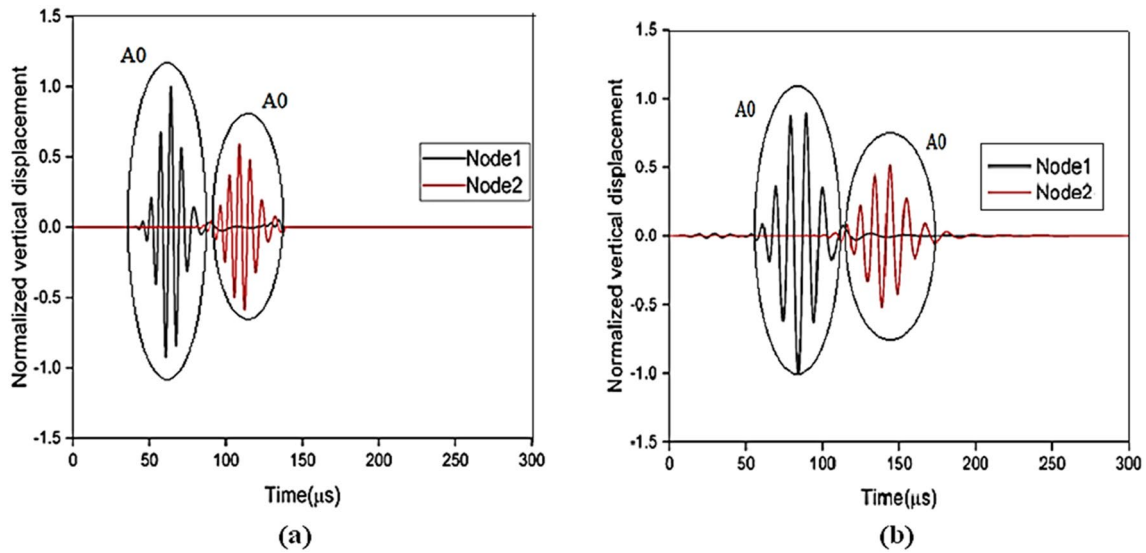 1.5
1.0
0.5
0.0
-0.5
-1.0
-1.5
Normalized vertical displacement
A0
A0
Node1
Node2
0 50 100 150 200 250 300
Time(μs)
(a)
1.5
1.0
0.5
0.0
-0.5
-1.0
-1.5
Normalized vertical displacement
A0
A0
Node1
Node2
0 50 100 150 200 250 300
Time(μs)
(b)